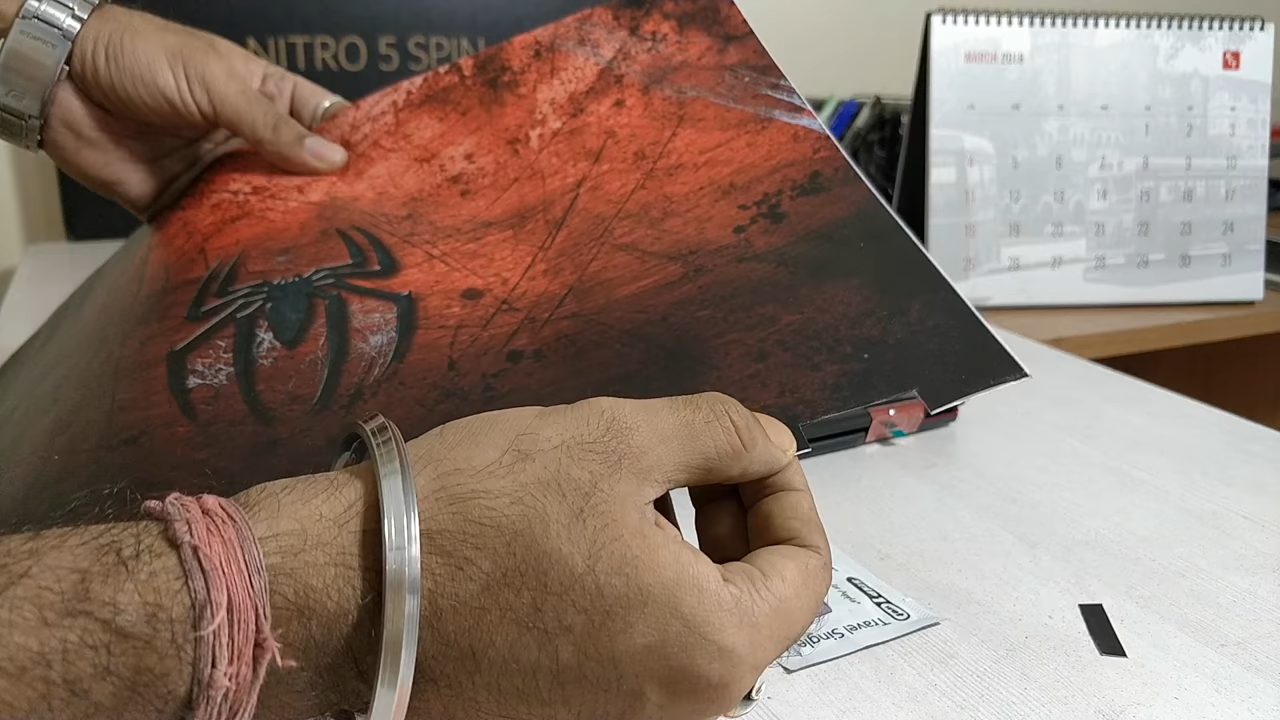 EDIFICE
NITRO 5 SPIN
MARCH 2018
1 2 3
4 5 6 7 8 9 10
11 12 13 14 15 16 17
18 19 20 21 22 23 24
25 26 27 28 29 30 31
Travel Single